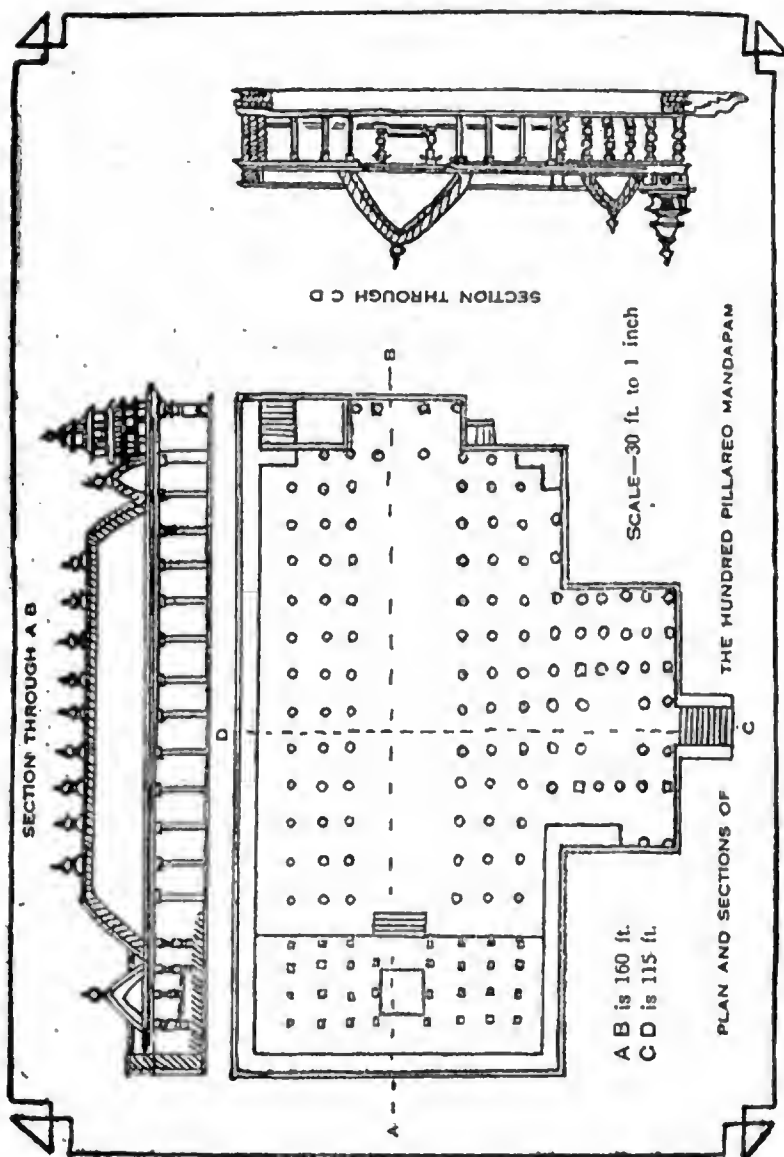 SECTION THROUGH A B
SECTION THROUGH C D
D
A
B
C
A B is 160 ft.
C D is 115 ft.
SCALE—30 ft. to 1 inch
PLAN AND SECTIONS OF THE HUNDRED PILLAREO MANDAPAM